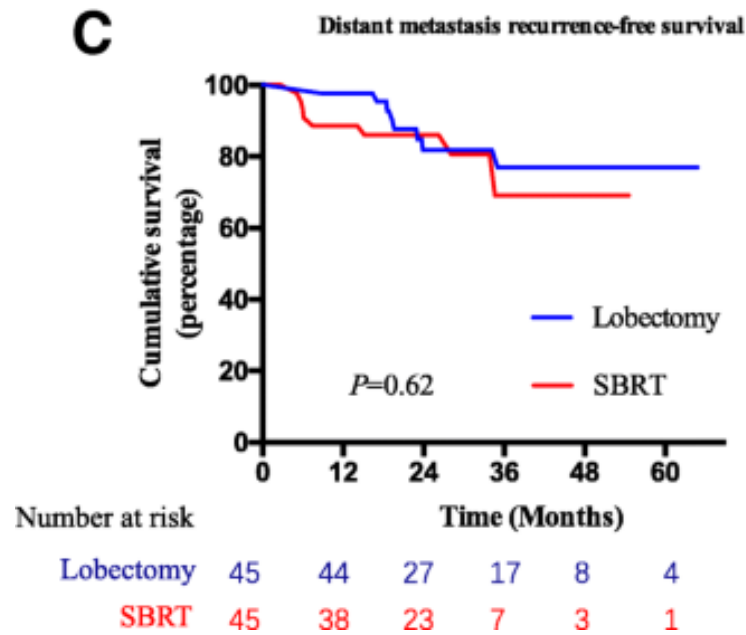 C
Distant metastasis recurrence-free survival
100
80
60
40
20
0
Cumulative survival
(percentage)
Lobectomy
SBRT
P=0.62
0 12 24 36 48 60
Number at risk Time (Months)
Lobectomy 45 44 27 17 8 4
SBRT 45 38 23 7 3 1